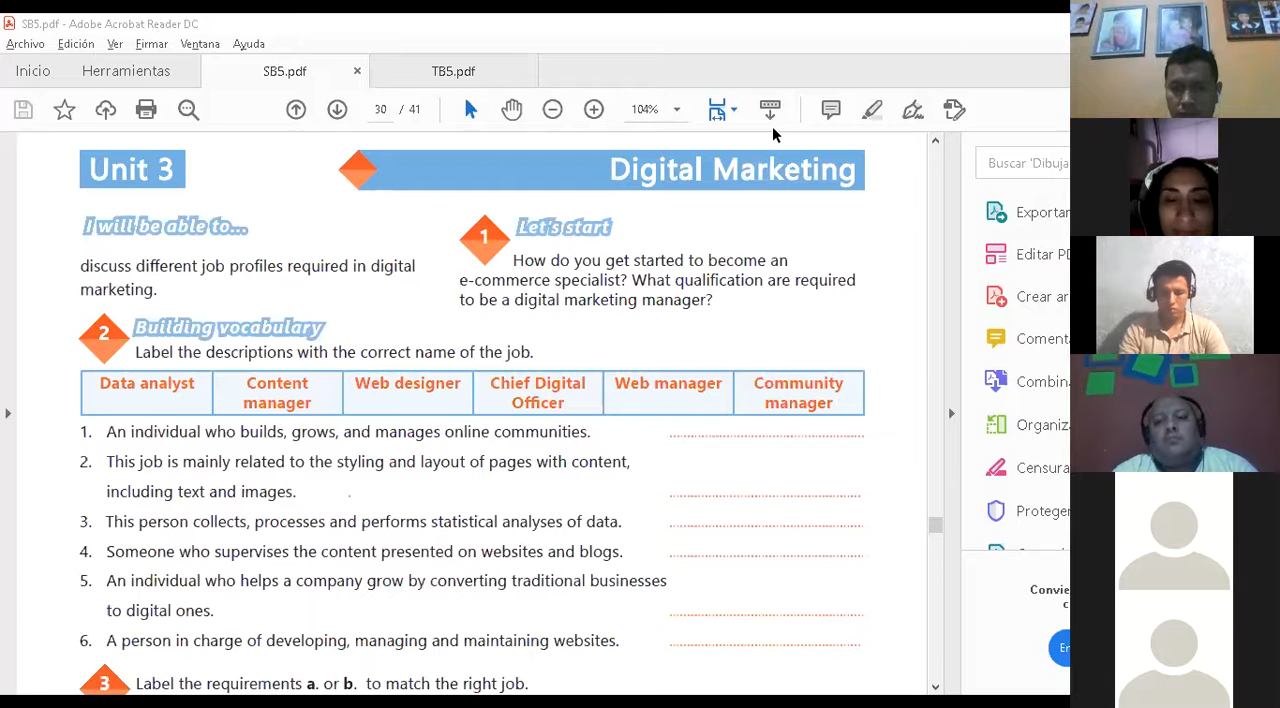 SB5.pdf - Adobe Acrobat Reader DC
Archivo Edición Ver Firmar Ventana Ayuda
Inicio Herramientas SB5.pdf × TB5.pdf
30 / 41 104%
Unit 3 Digital Marketing
I will be able to...
discuss different job profiles required in digital
marketing.
1 Let's start
How do you get started to become an
e-commerce specialist? What qualification are required
to be a digital marketing manager?
2 Building vocabulary
Label the descriptions with the correct name of the job.
Data analyst
Content
manager
Web designer
Chief Digital
Officer
Web manager
Community
manager
1. An individual who builds, grows, and manages online communities.
2. This job is mainly related to the styling and layout of pages with content,
including text and images.
3. This person collects, processes and performs statistical analyses of data.
4. Someone who supervises the content presented on websites and blogs.
5. An individual who helps a company grow by converting traditional businesses
to digital ones.
6. A person in charge of developing, managing and maintaining websites.
3 Label the requirements a. or b. to match the right job.
Buscar 'Dibuja
Exportar
Editar PD
Crear ar
Comenta
Combin
Organiz
Censura
Proteger
Convie
c
En